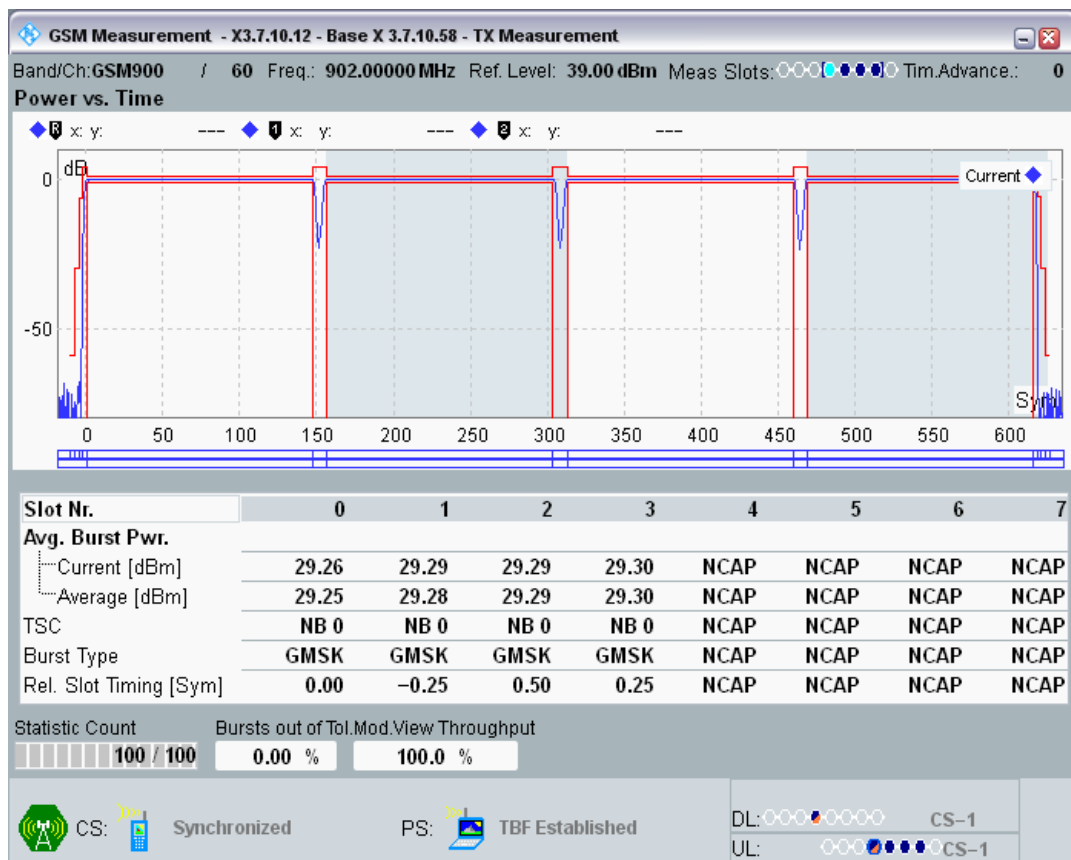 GSM Measurement - X3.7.10.12 - Base X 3.7.10.58 - TX Measurement
Band/Ch:GSM900 / 60 Freq.: 902.00000 MHz Ref. Level: 39.00 dBm Meas Slots: Tim.Advance.: 0
Power vs. Time
R x: y: --- 1 x: y: --- 2 x: y: ---
dB
Current
0
-50
Sym
0 50 100 150 200 250 300 350 400 450 500 550 600
Slot Nr. 0 1 2 3 4 5 6 7
Avg. Burst Pwr.
Current [dBm] 29.26 29.29 29.29 29.30 NCAP NCAP NCAP NCAP
Average [dBm] 29.25 29.28 29.29 29.30 NCAP NCAP NCAP NCAP
TSC NB 0 NB 0 NB 0 NB 0 NCAP NCAP NCAP NCAP
Burst Type GMSK GMSK GMSK GMSK NCAP NCAP NCAP NCAP
Rel. Slot Timing [Sym] 0.00 −0.25 0.50 0.25 NCAP NCAP NCAP NCAP
Statistic Count Bursts out of Tol.Mod.View Throughput
100 / 100 0.00 % 100.0 %
CS: Synchronized PS: TBF Established DL: CS−1
UL: CS−1